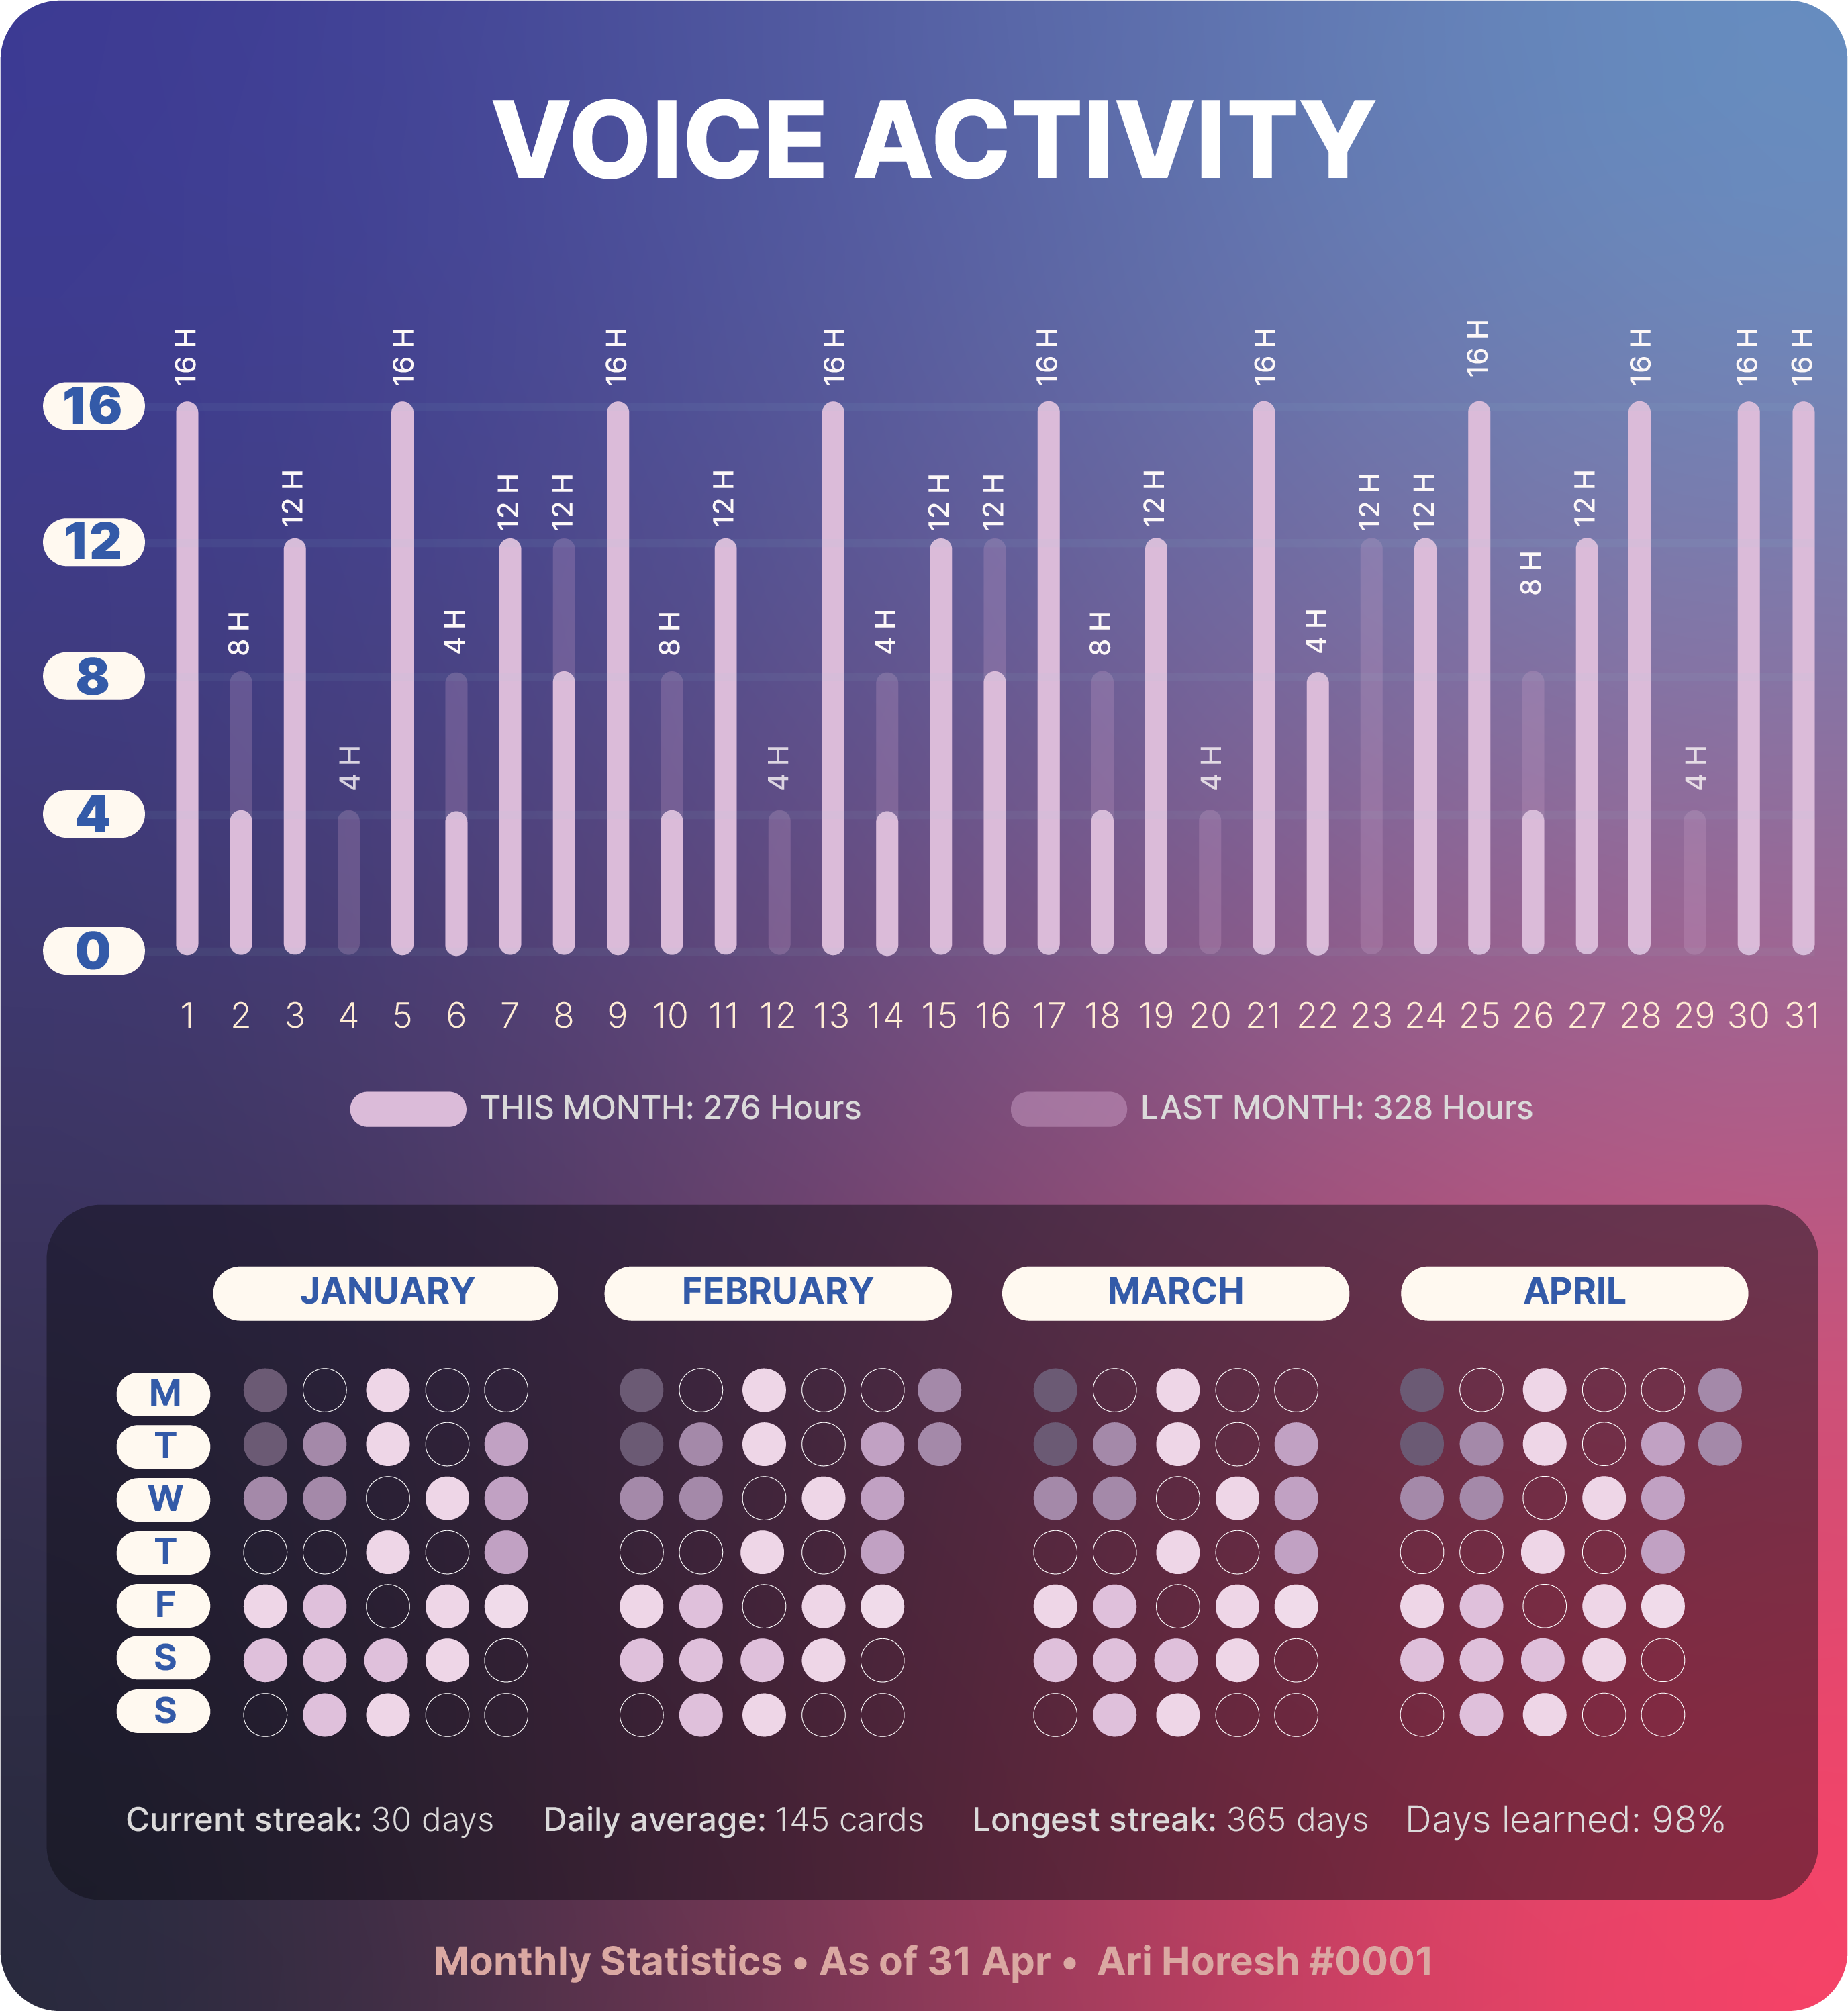 VOICE ACTIVITY
16 H
8 H
12 H
4 H
16 H
4 H
12 H
12 H
16 H
8 H
12 H
4 H
16 H
4 H
12 H
12 H
16 H
8 H
12 H
4 H
16 H
4 H
12 H
12 H
16 H
8 H
12 H
16 H
4 H
16 H
16 H
16
12
8
4
0
1 2 3 4 5 6 7 8 9 10 11 12 13 14 15 16 17 18 19 20 21 22 23 24 25 26 27 28 29 30 31
THIS MONTH: 276 Hours LAST MONTH: 328 Hours
JANUARY FEBRUARY MARCH APRIL
M
T
W
T
F
S
S
Current streak: 30 days Daily average: 145 cards Longest streak: 365 days Days learned: 98%
Monthly Statistics • As of 31 Apr • Ari Horesh #0001